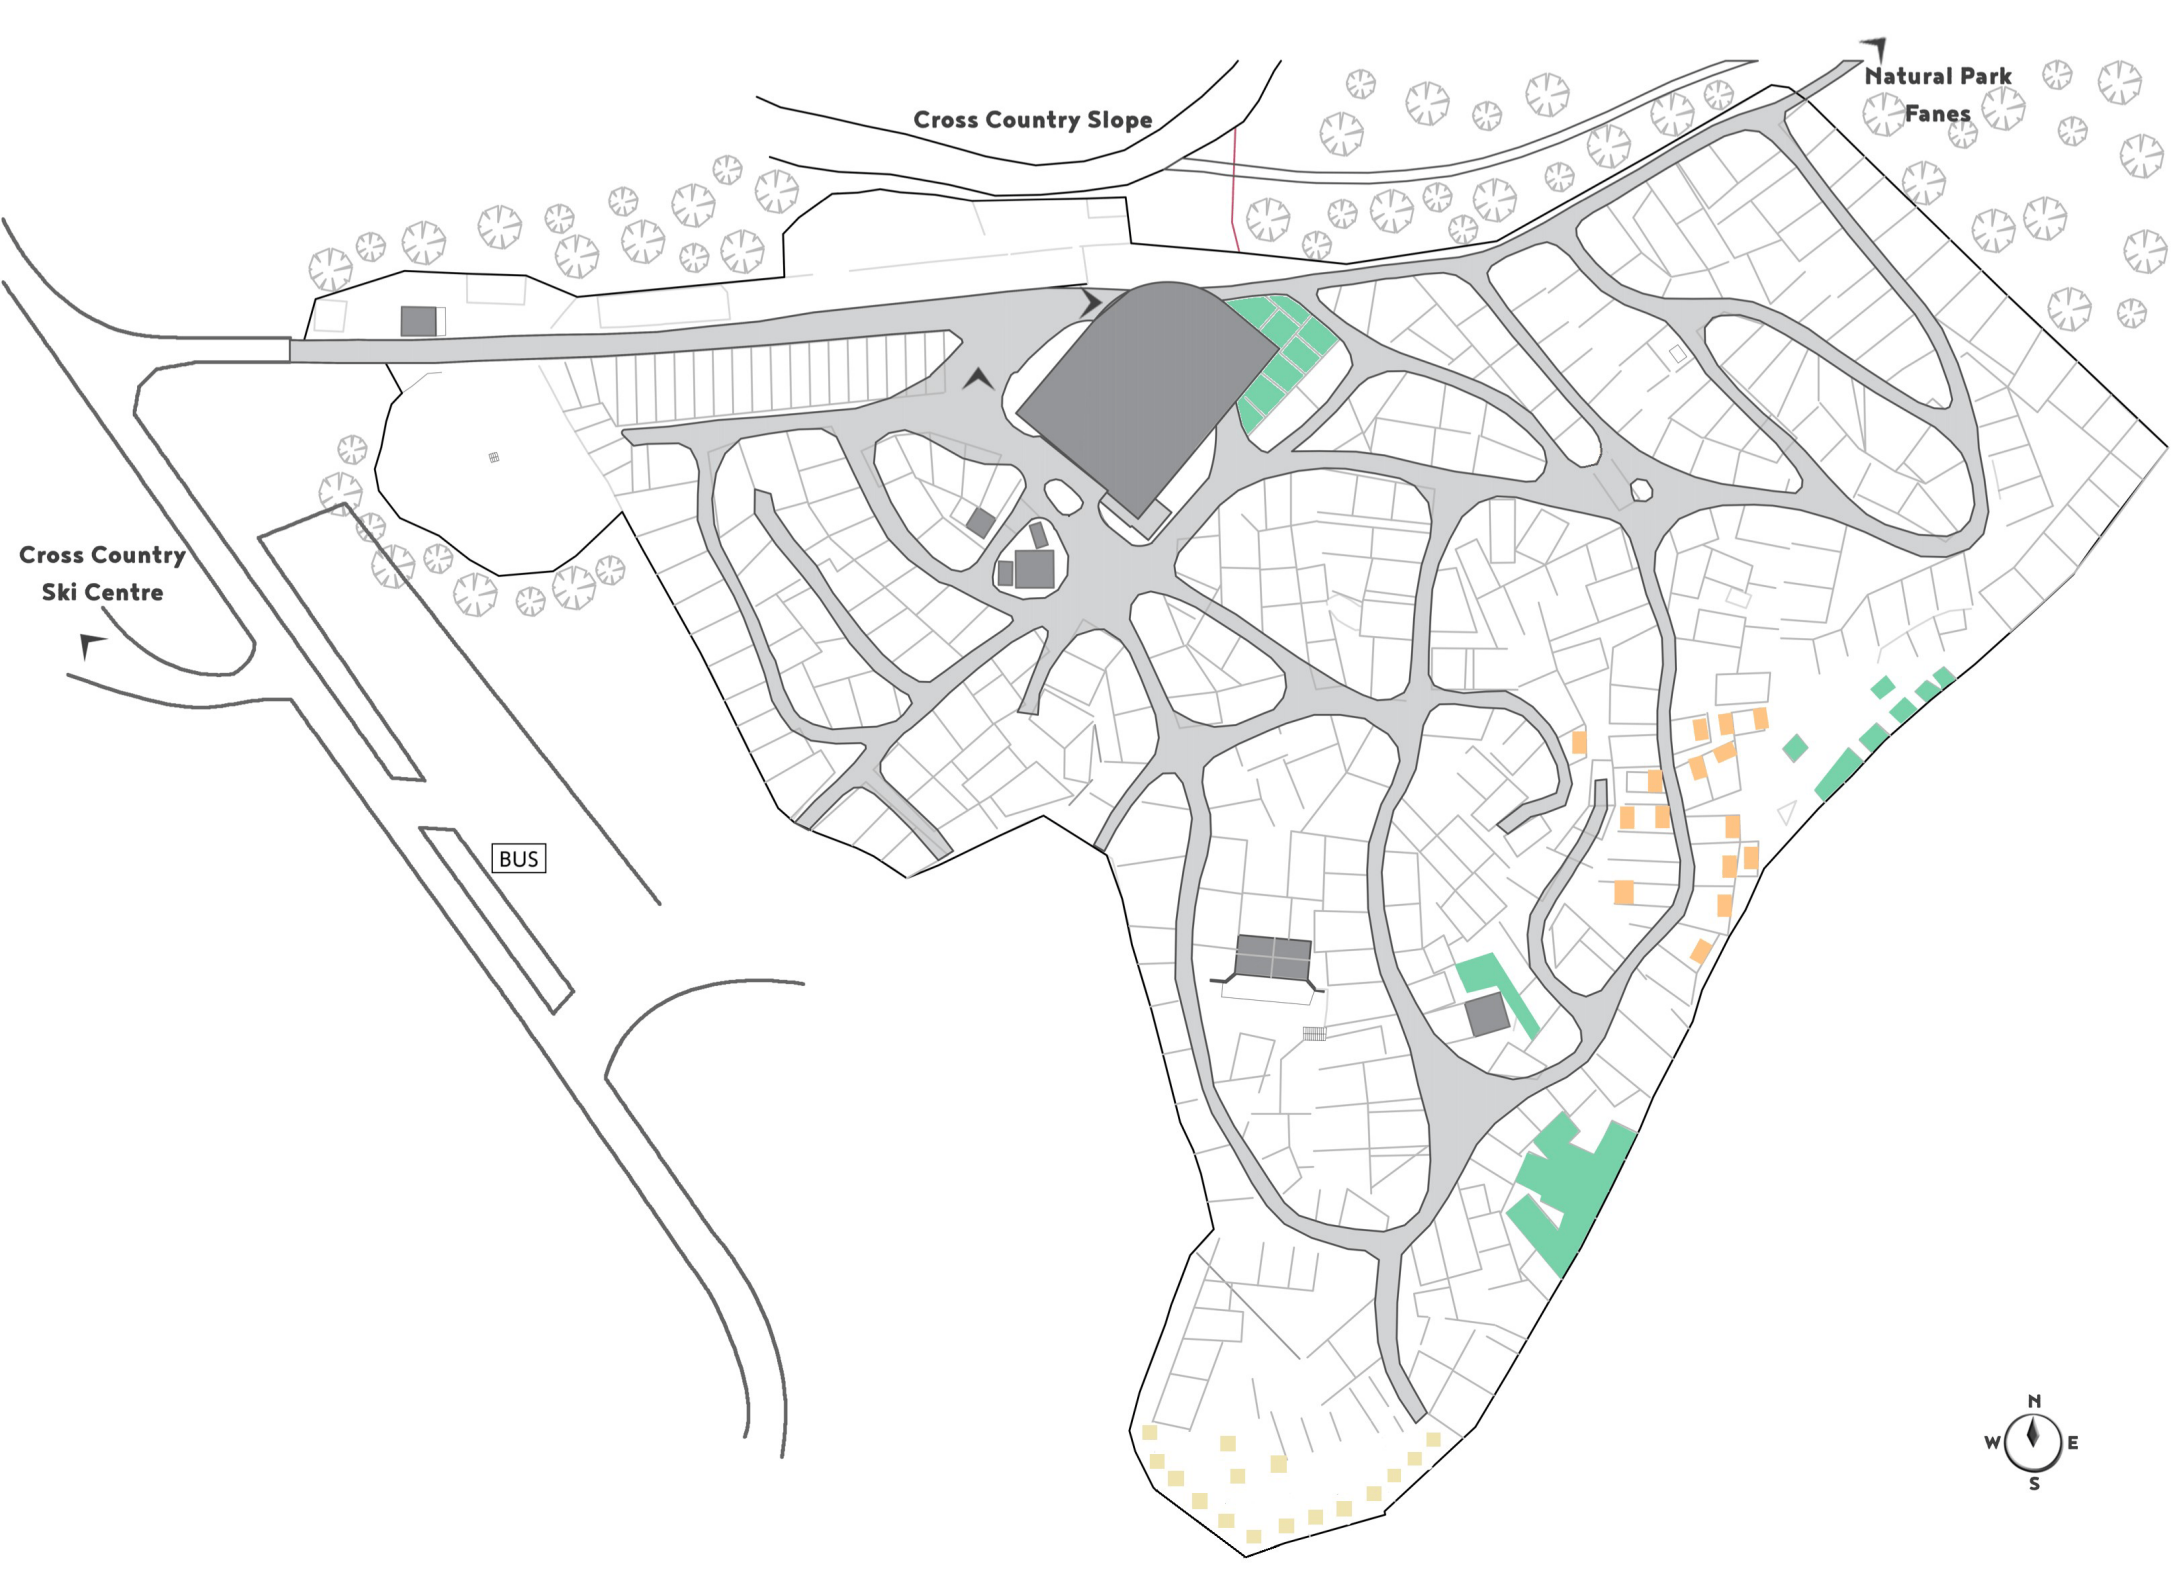 Natural Park
Fanes
Cross Country Slope
Cross Country
Ski Centre
BUS
N
W E
S